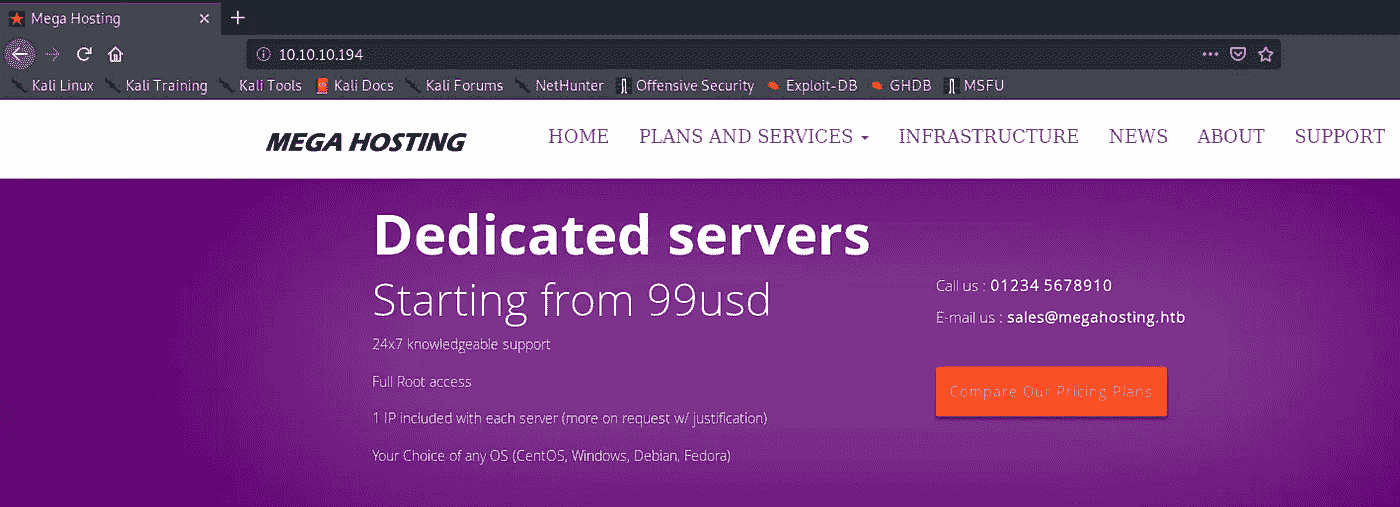 Mega Hosting
10.10.10.194
Kali Linux Kali Training Kali Tools Kali Docs Kali Forums NetHunter Offensive Security Exploit-DB GHDB MSFU
MEGA HOSTING HOME PLANS AND SERVICES INFRASTRUCTURE NEWS ABOUT SUPPORT
Dedicated servers
Starting from 99usd
24x7 knowledgeable support
Full Root access
1 IP included with each server (more on request w/ justification)
Your Choice of any OS (CentOS, Windows, Debian, Fedora)
Call us : 01234 5678910
E-mail us : sales@megahosting.htb
Compare Our Pricing Plans